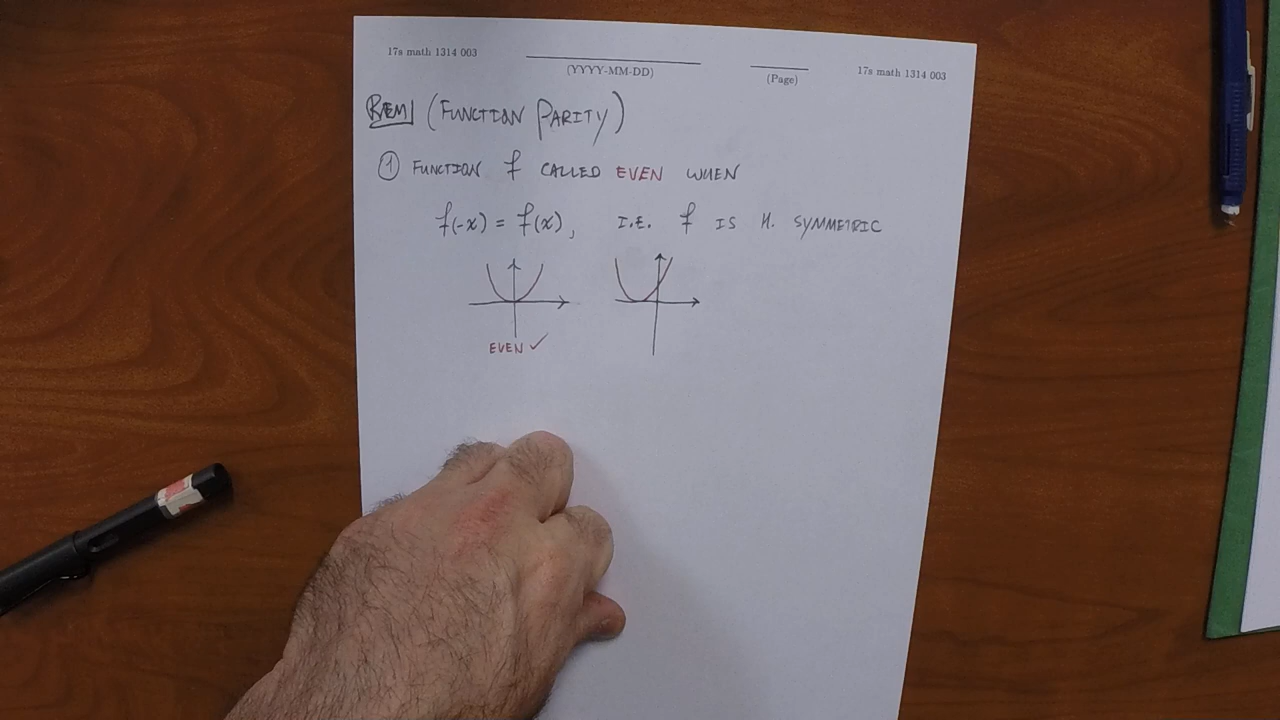 17s math 1314 003
(YYYY-MM-DD)
(Page)
17s math 1314 003
REM (FUNCTION PARITY)
① FUNCTION f CALLED EVEN WHEN
f(-x) = f(x), I.E. f IS H. SYMMETRIC
EVEN ✓